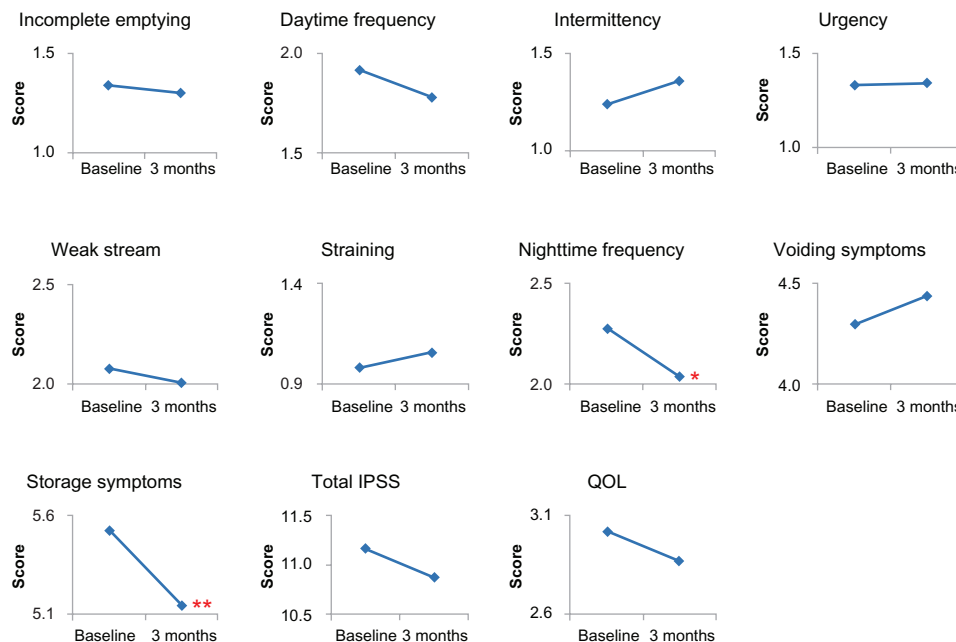 Incomplete emptying
Daytime frequency
Intermittency
Urgency
1.5
Score
1.0
Baseline 3 months
2.0
Score
1.5
Baseline 3 months
1.5
Score
1.0
Baseline 3 months
1.5
Score
1.0
Baseline 3 months
Weak stream
Straining
Nighttime frequency
Voiding symptoms
2.5
Score
2.0
Baseline 3 months
1.4
Score
0.9
Baseline 3 months
2.5
Score
2.0
*
Baseline 3 months
4.5
Score
4.0
Baseline 3 months
Storage symptoms
Total IPSS
QOL
5.6
Score
5.1
**
Baseline 3 months
11.5
Score
11.0
10.5
Baseline 3 months
3.1
Score
2.6
Baseline 3 months